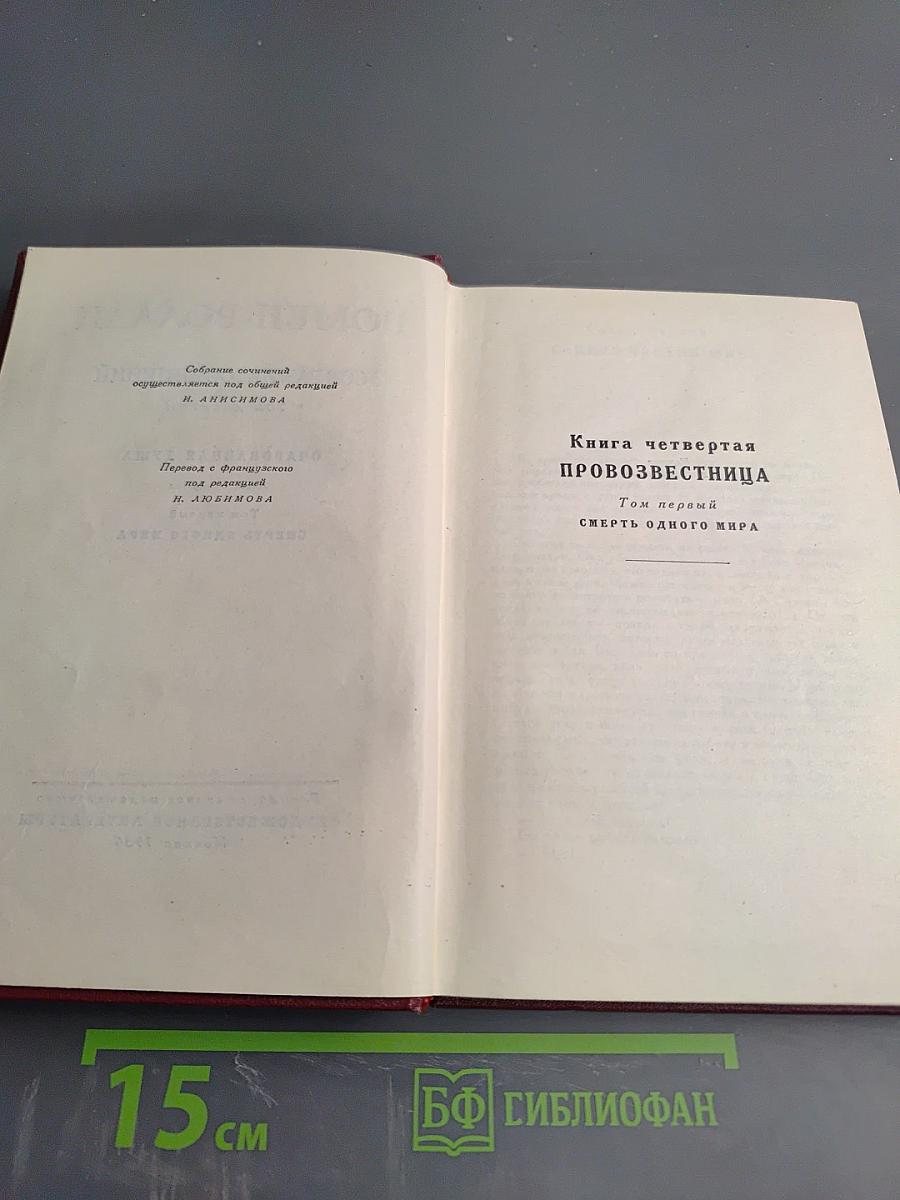 Собрание сочинений
осуществляется под общей редакцией
И. АНИСИМОВА
Перевод с французского
под редакцией
Н. ЛЮБИМОВА
Книга четвертая
ПРОВОЗВЕСТНИЦА
Том первый
СМЕРТЬ ОДНОГО МИРА
15 см
БФ БИБЛИОФАН